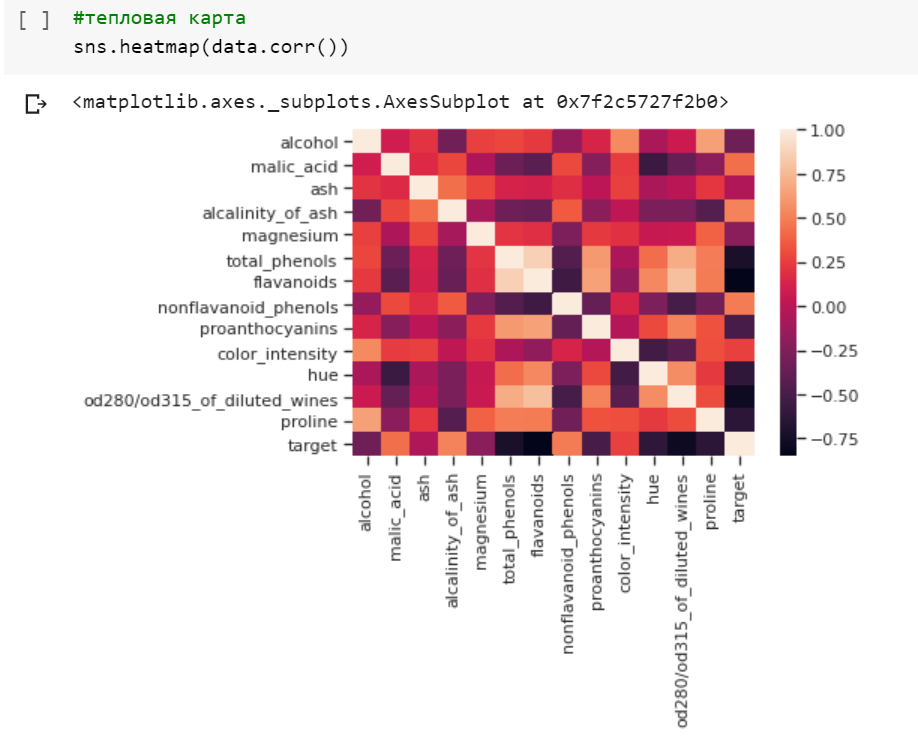 [ ] #тепловая карта
sns.heatmap(data.corr())
<matplotlib.axes._subplots.AxesSubplot at 0x7f2c5727f2b0>
alcohol
malic_acid
ash
alcalinity_of_ash
magnesium
total_phenols
flavanoids
nonflavanoid_phenols
proanthocyanins
color_intensity
hue
od280/od315_of_diluted_wines
proline
target
1.00
0.75
0.50
0.25
0.00
−0.25
−0.50
−0.75
alcohol
malic_acid
ash
alcalinity_of_ash
magnesium
total_phenols
flavanoids
nonflavanoid_phenols
proanthocyanins
color_intensity
hue
od280/od315_of_diluted_wines
proline
target